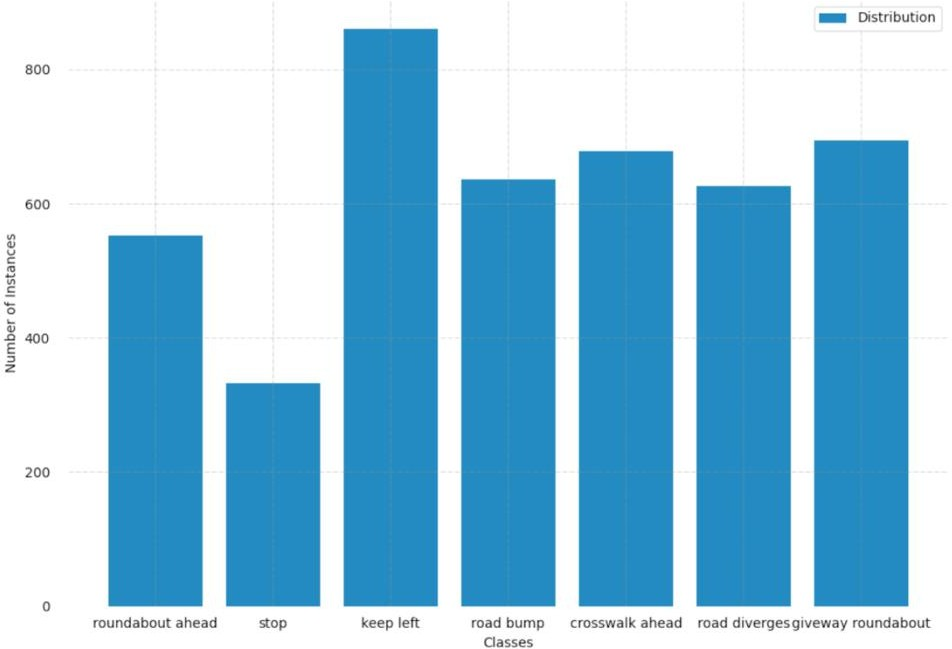 Distribution
800
600
400
200
0
Number of Instances
roundabout ahead stop keep left road bump crosswalk ahead road diverges giveway roundabout
Classes